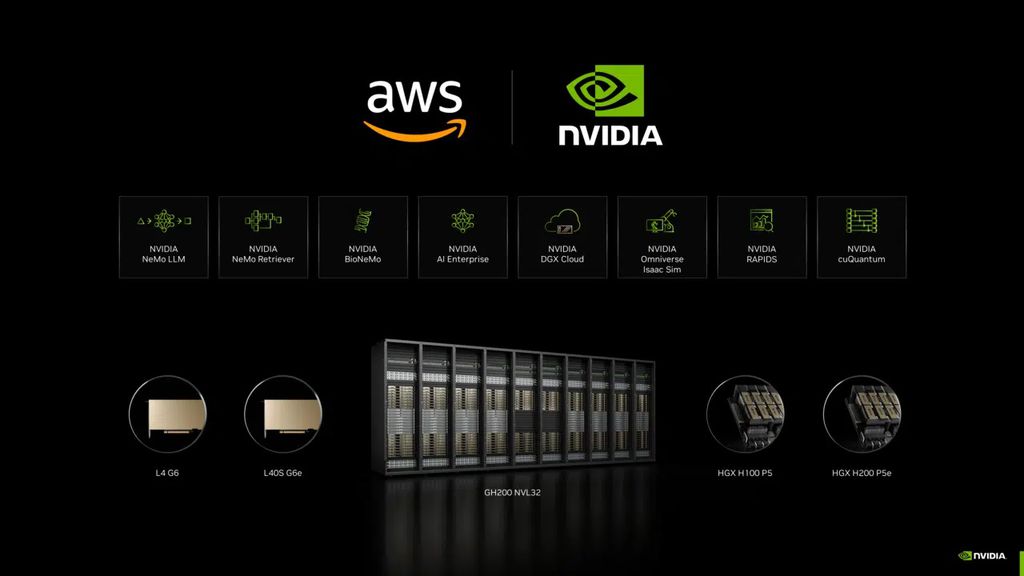 aws
NVIDIA
NVIDIA
NeMo LLM
NVIDIA
NeMo Retriever
NVIDIA
BioNeMo
NVIDIA
AI Enterprise
NVIDIA
DGX Cloud
NVIDIA
Omniverse
Isaac Sim
NVIDIA
RAPIDS
NVIDIA
cuQuantum
L4 G6
L40S G6e
GH200 NVL32
HGX H100 P5
HGX H200 P5e
NVIDIA